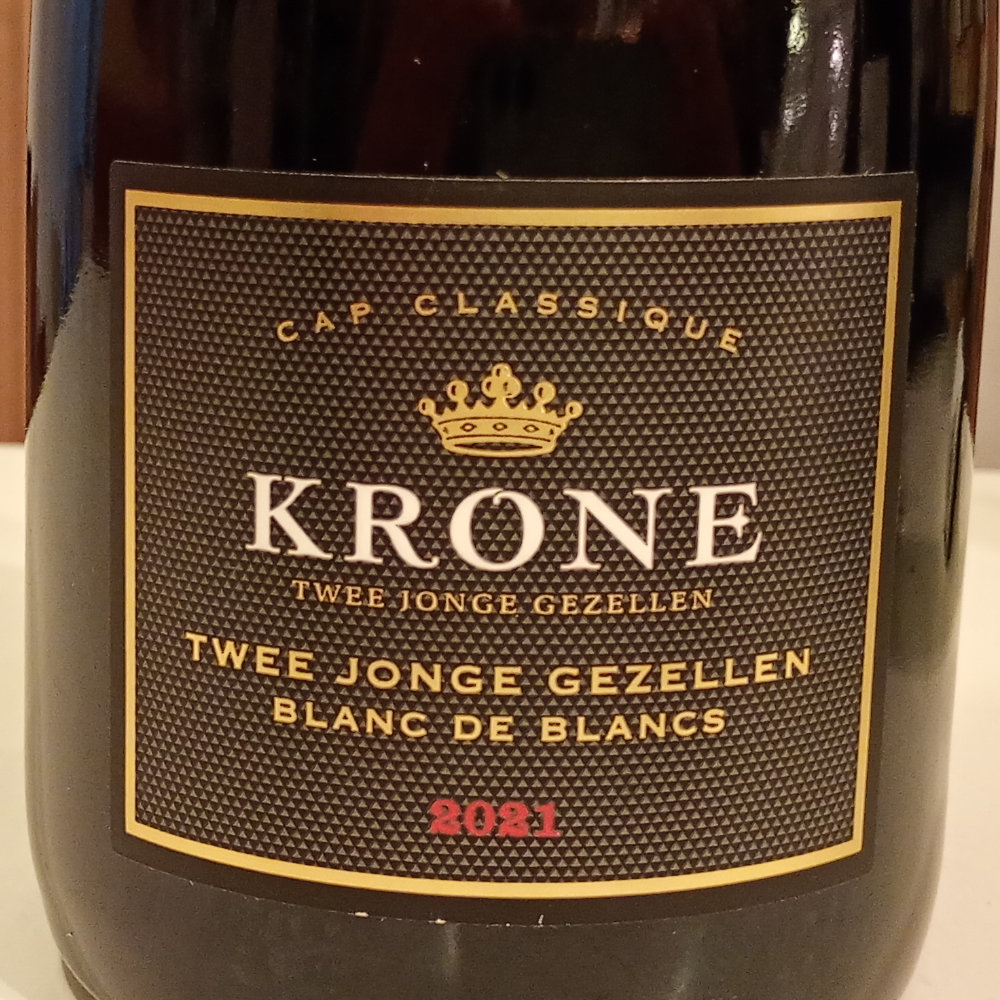 CAP CLASSIQUE
KRONE
TWEE JONGE GEZELLEN
TWEE JONGE GEZELLEN
BLANC DE BLANCS
2021